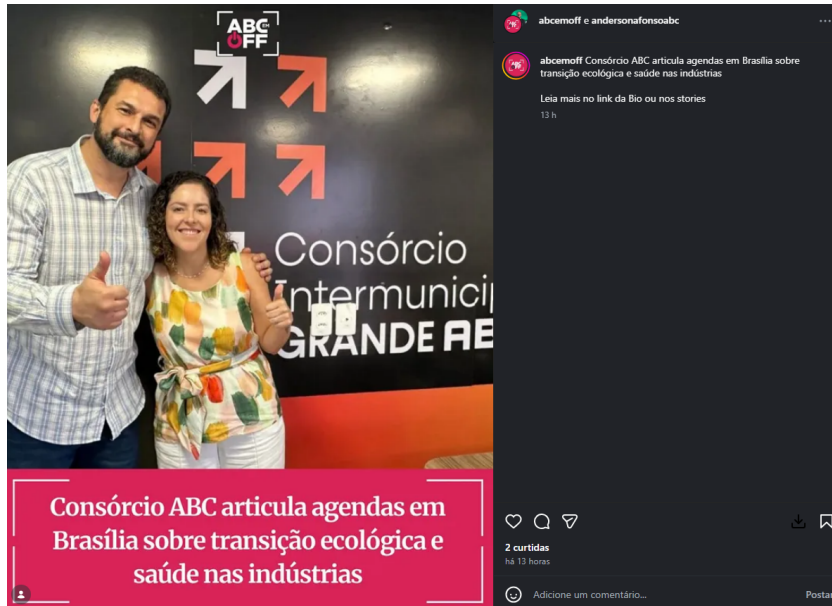 ABC EM
OFF
Consórcio
Intermunici
GRANDE AB
Consórcio ABC articula agendas em
Brasília sobre transição ecológica e
saúde nas indústrias
abcemoff e andersonafonsoabc
abcemoff Consórcio ABC articula agendas em Brasília sobre
transição ecológica e saúde nas indústrias
Leia mais no link da Bio ou nos stories
13 h
2 curtidas
há 13 horas
Adicione um comentário...
Postar